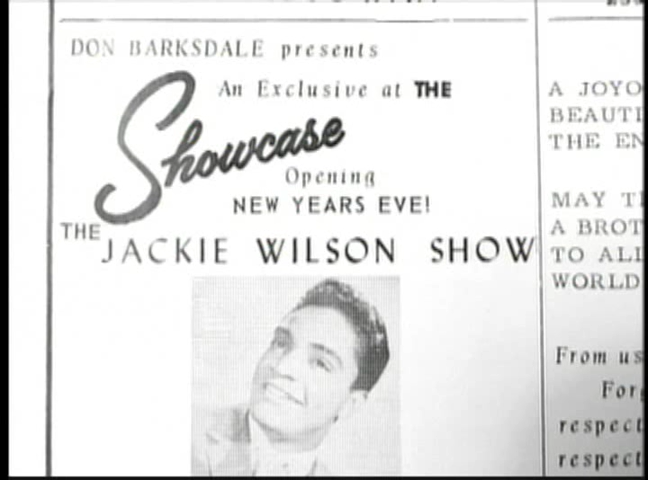 DON BARKSDALE presents
An Exclusive at THE
Showcase
Opening
NEW YEARS EVE!
THE JACKIE WILSON SHOW
A JOYO
BEAUTI
THE EN
MAY T
A BROT
TO ALL
WORLD
From us
For
respect
respect